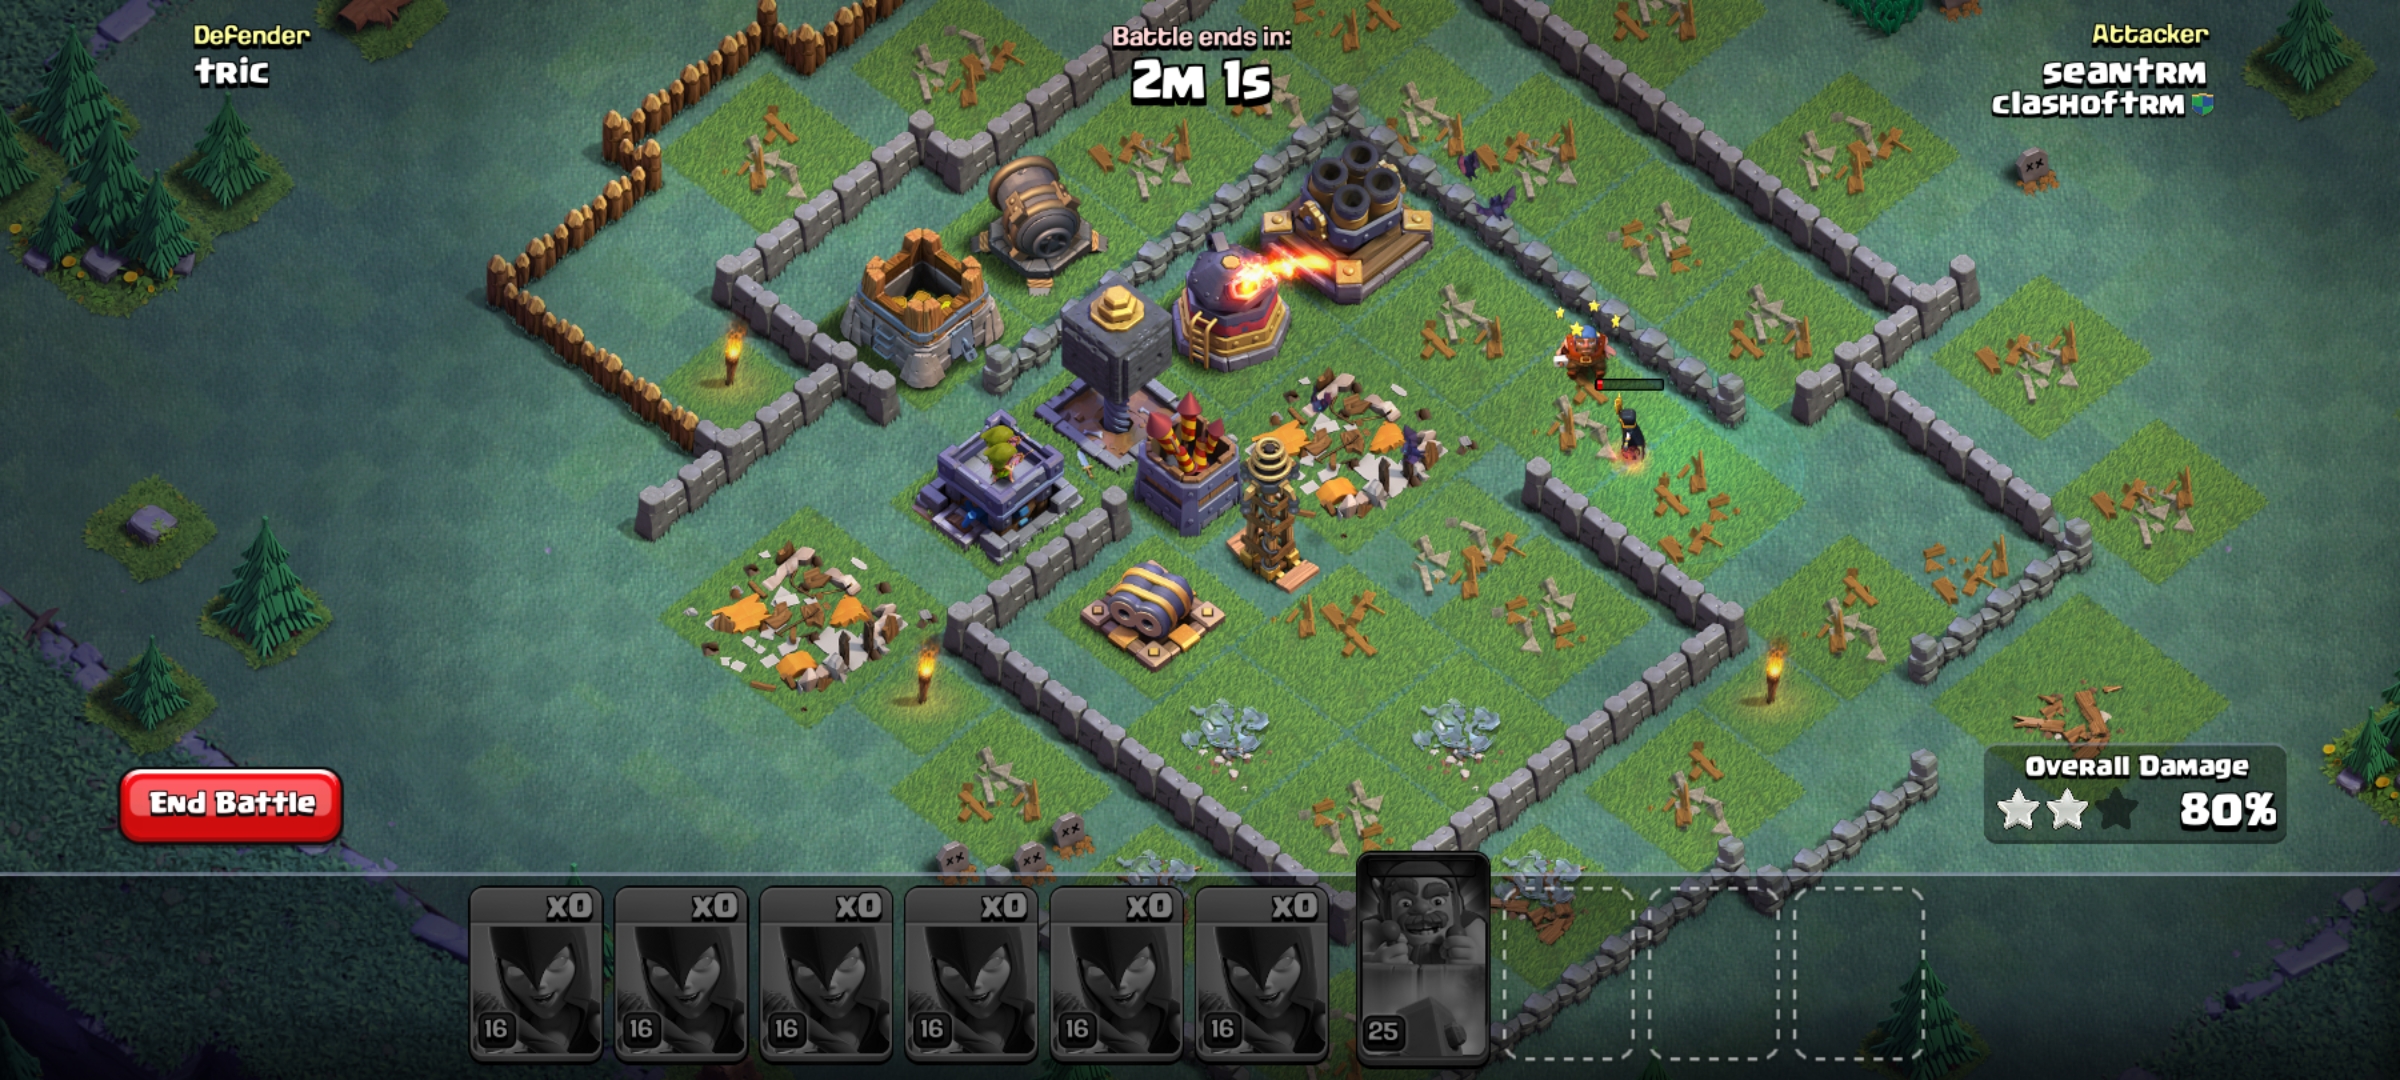 Defender
tric
Battle ends in:
2M 1s
Attacker
seantrm
clashoftrm
End Battle
Overall Damage
80%
x0
x0
x0
x0
x0
x0
16
16
16
16
16
16
25